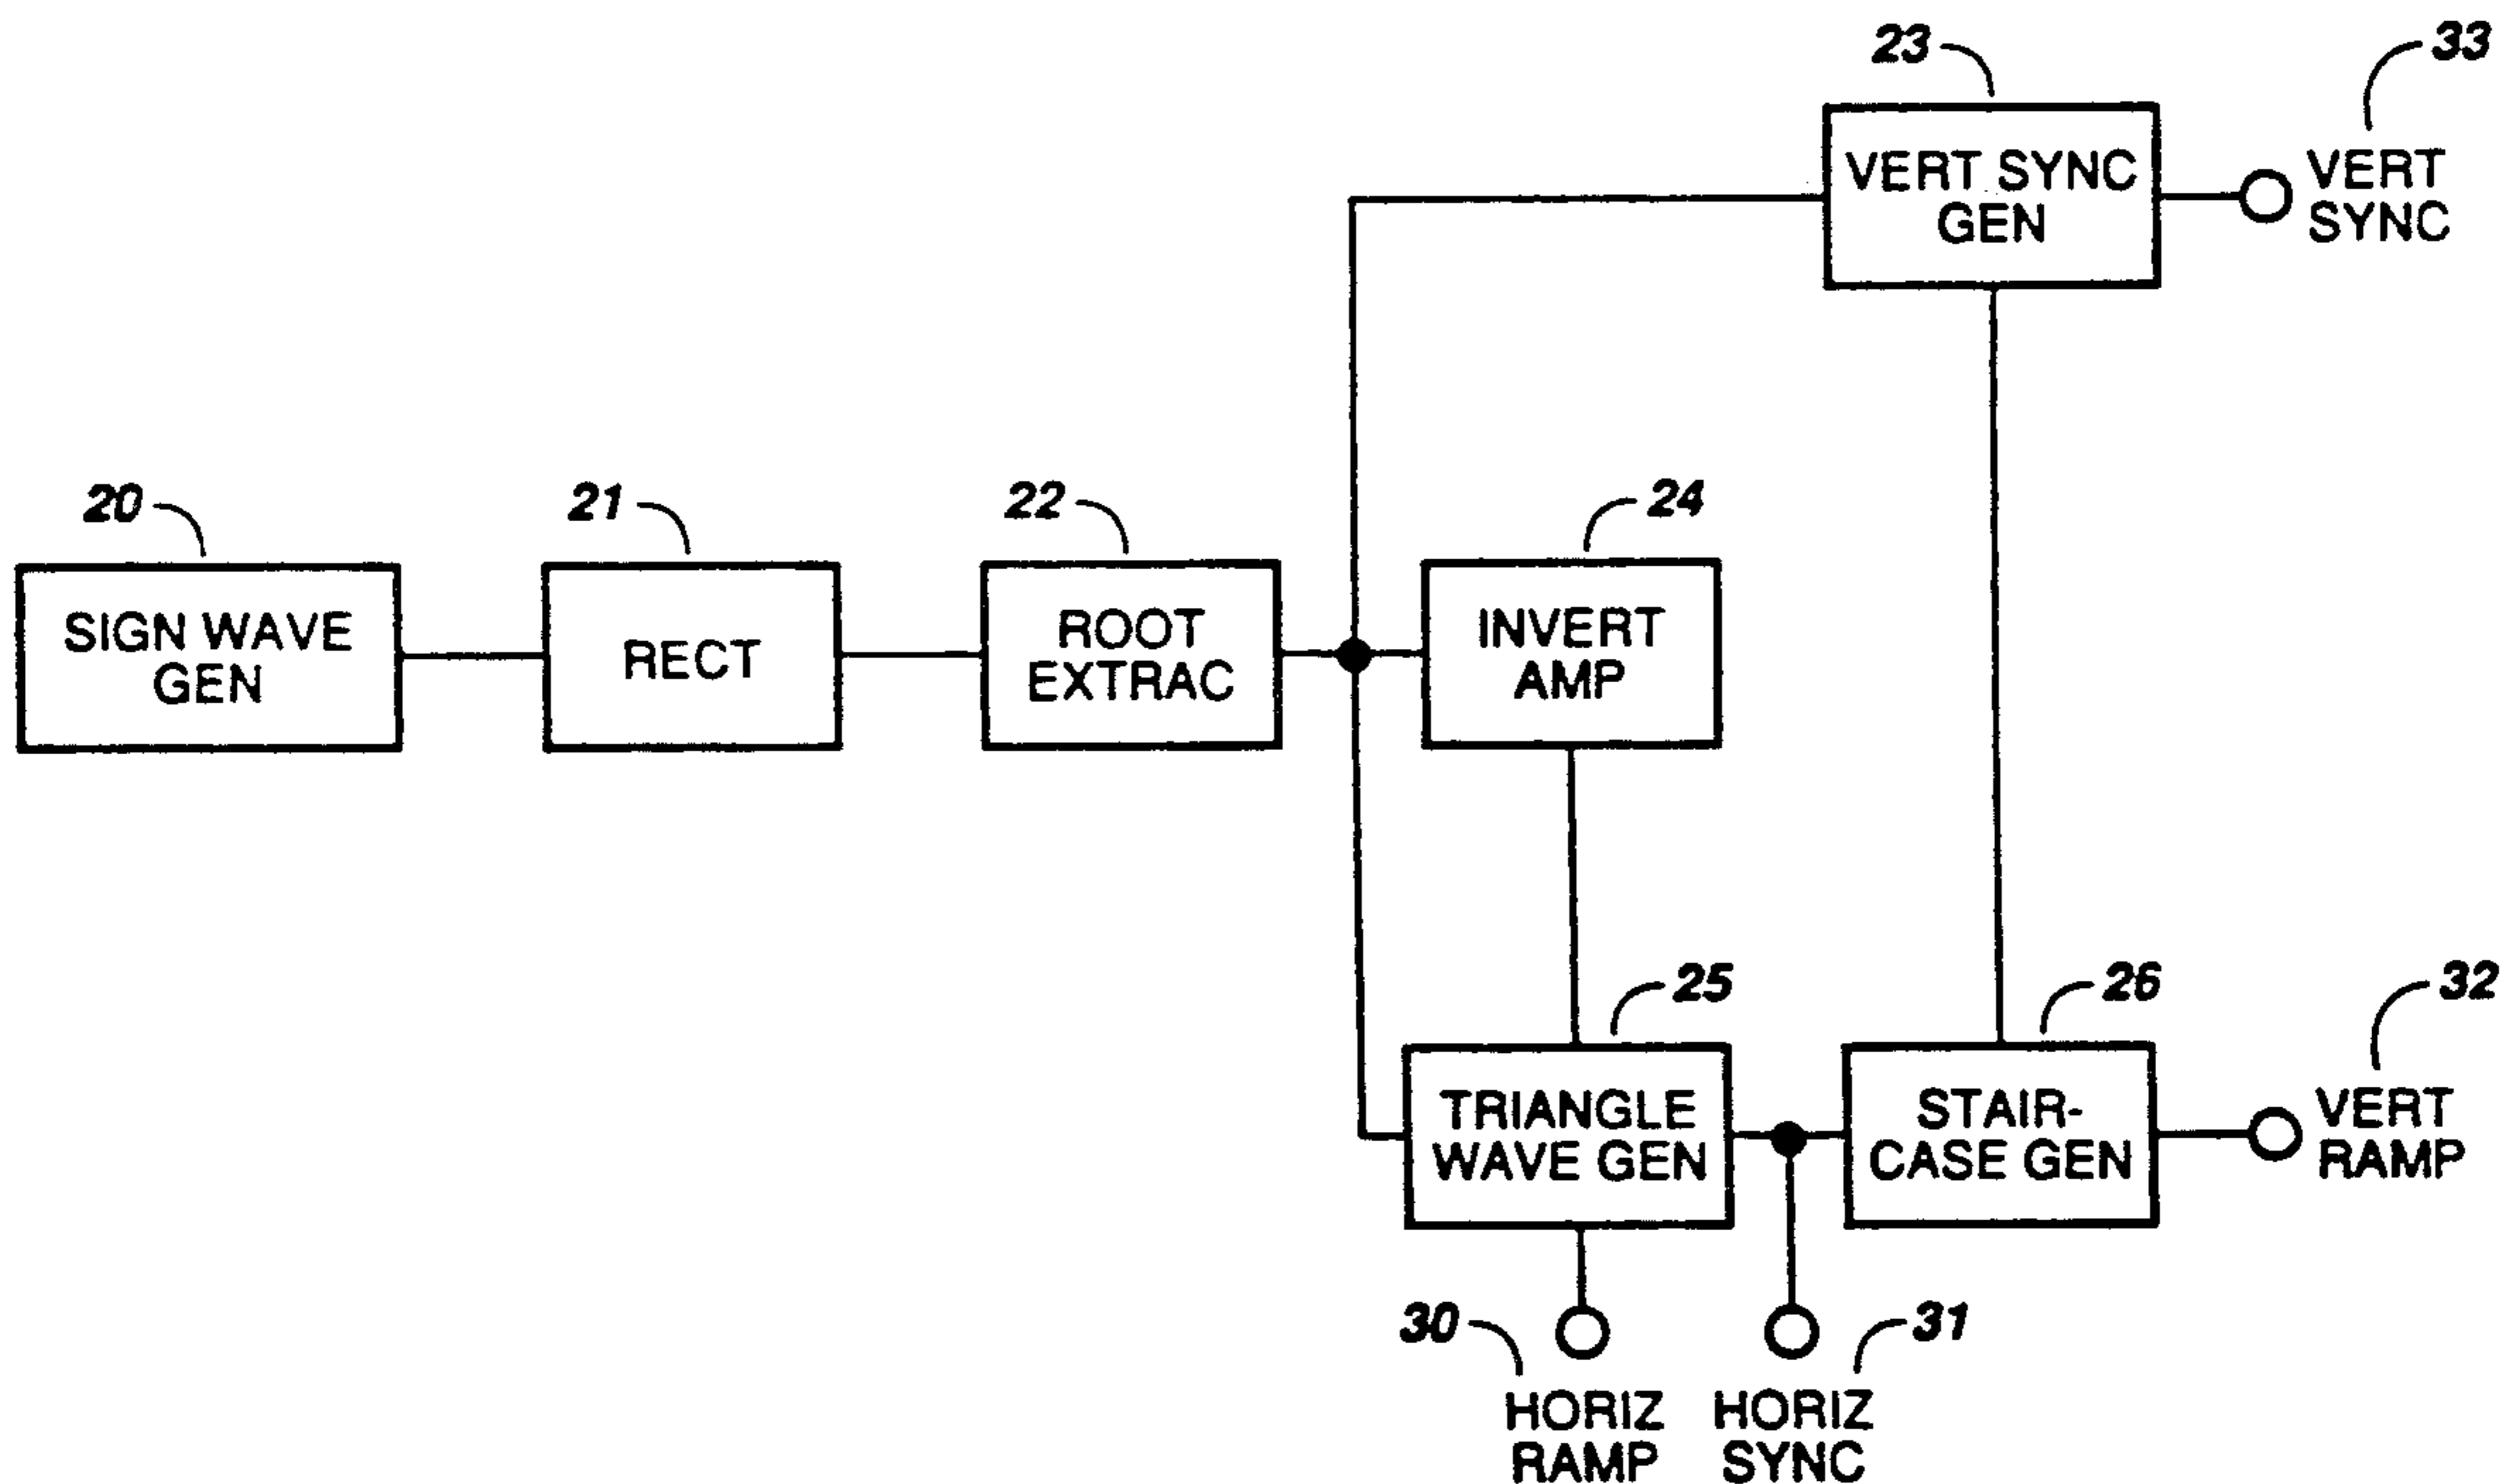 23
33
VERT SYNC
GEN
VERT
SYNC
20
21
22
24
SIGN WAVE
GEN
RECT
ROOT
EXTRAC
INVERT
AMP
25
26
32
TRIANGLE
WAVE GEN
STAIR-
CASE GEN
VERT
RAMP
30
31
HORIZ
RAMP
HORIZ
SYNC